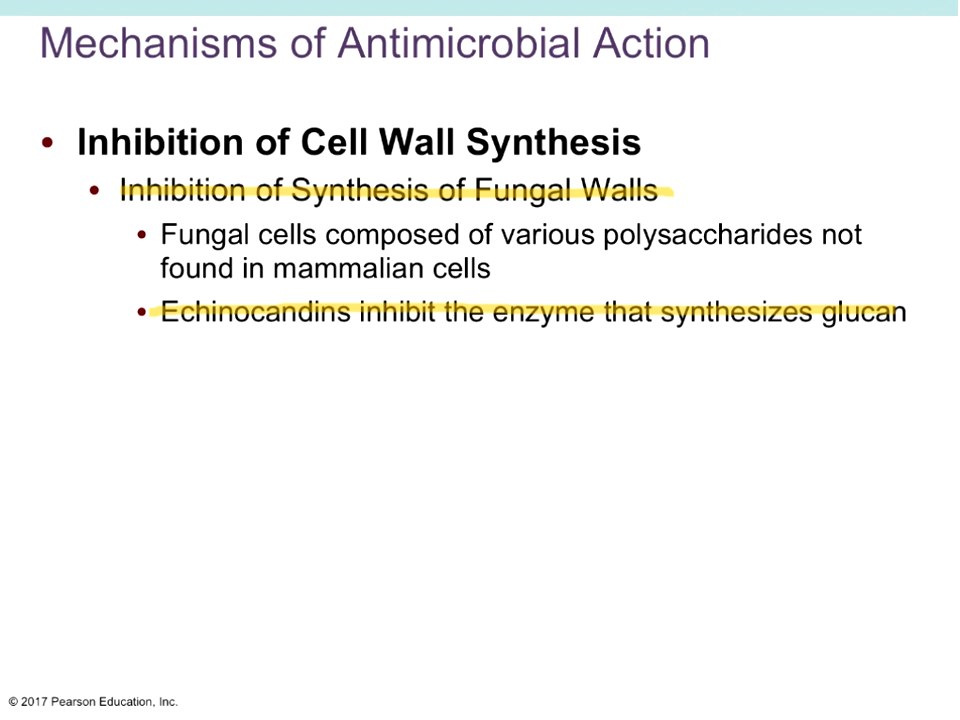 Mechanisms of Antimicrobial Action
• Inhibition of Cell Wall Synthesis
• Inhibition of Synthesis of Fungal Walls
• Fungal cells composed of various polysaccharides not
found in mammalian cells
• Echinocandins inhibit the enzyme that synthesizes glucan
© 2017 Pearson Education, Inc.